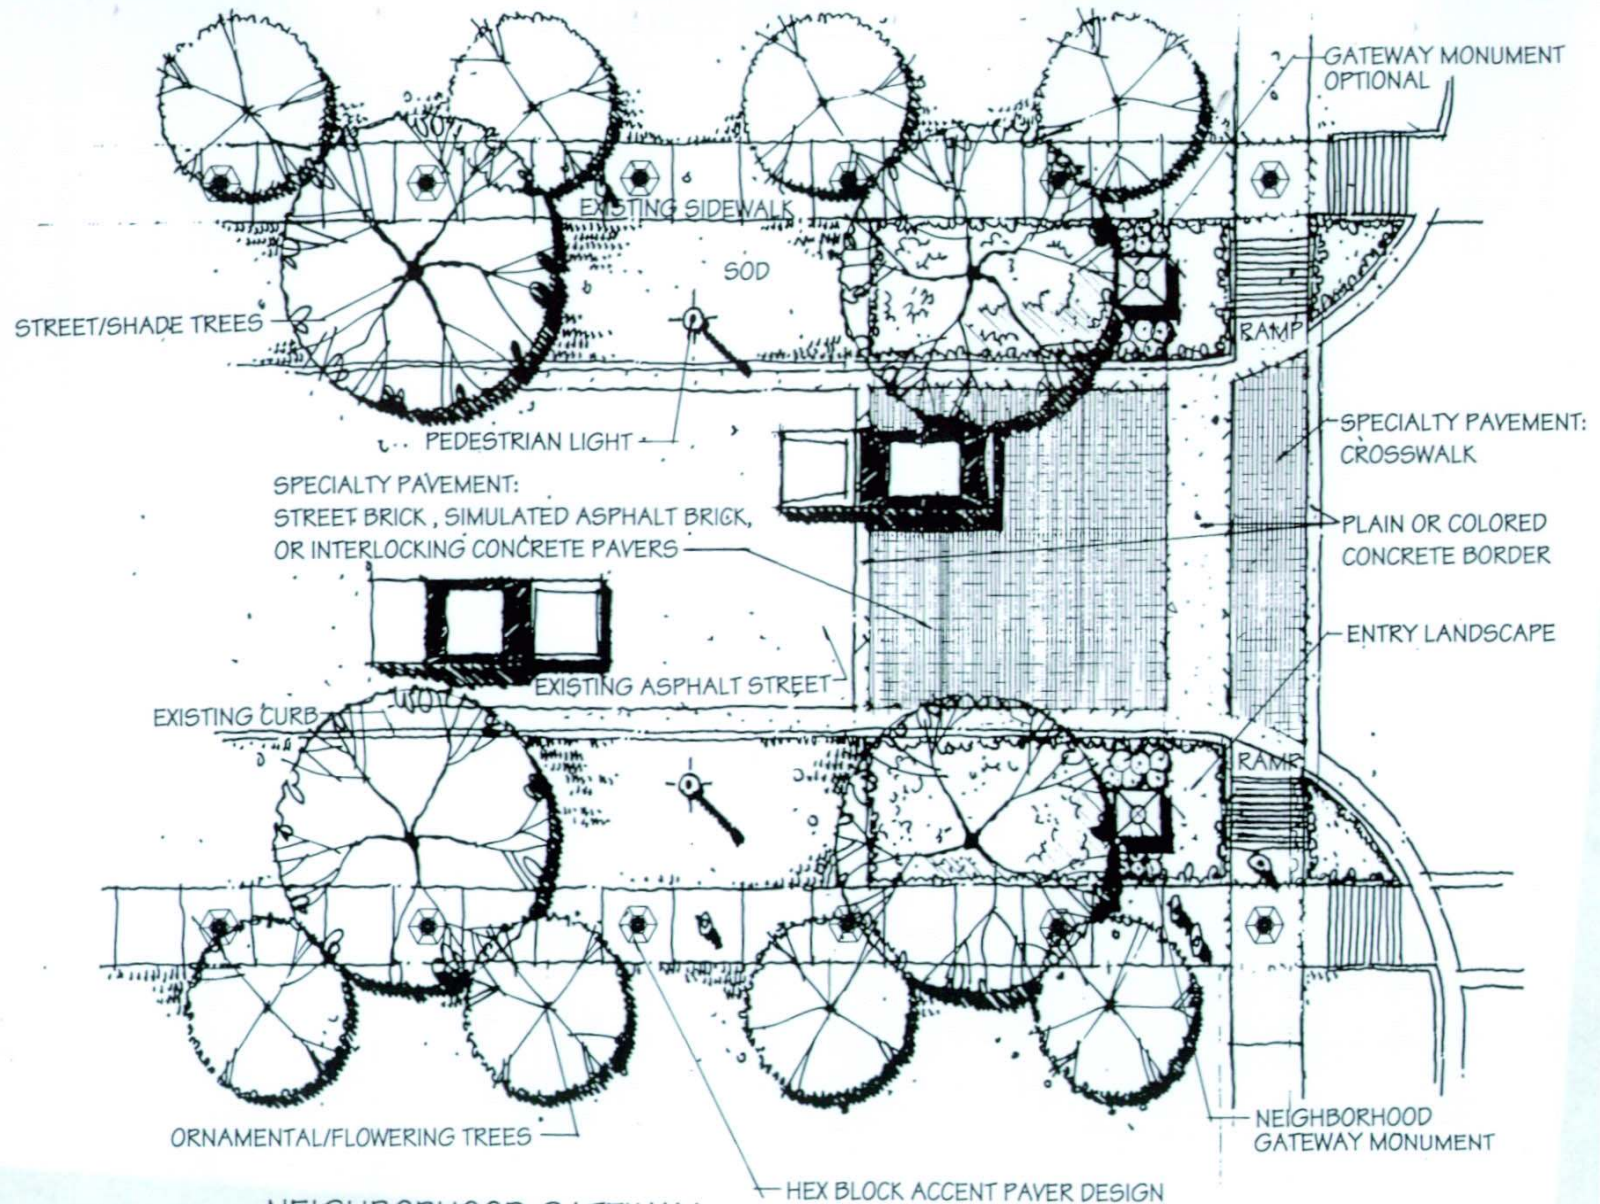 GATEWAY MONUMENT
OPTIONAL
EXISTING SIDEWALK
SOD
STREET/SHADE TREES
RAMP
PEDESTRIAN LIGHT
SPECIALTY PAVEMENT:
CROSSWALK
SPECIALTY PAVEMENT:
STREET BRICK, SIMULATED ASPHALT BRICK,
OR INTERLOCKING CONCRETE PAVERS
PLAIN OR COLORED
CONCRETE BORDER
ENTRY LANDSCAPE
EXISTING ASPHALT STREET
EXISTING CURB
RAMP
ORNAMENTAL/FLOWERING TREES
NEIGHBORHOOD
GATEWAY MONUMENT
HEX BLOCK ACCENT PAVER DESIGN